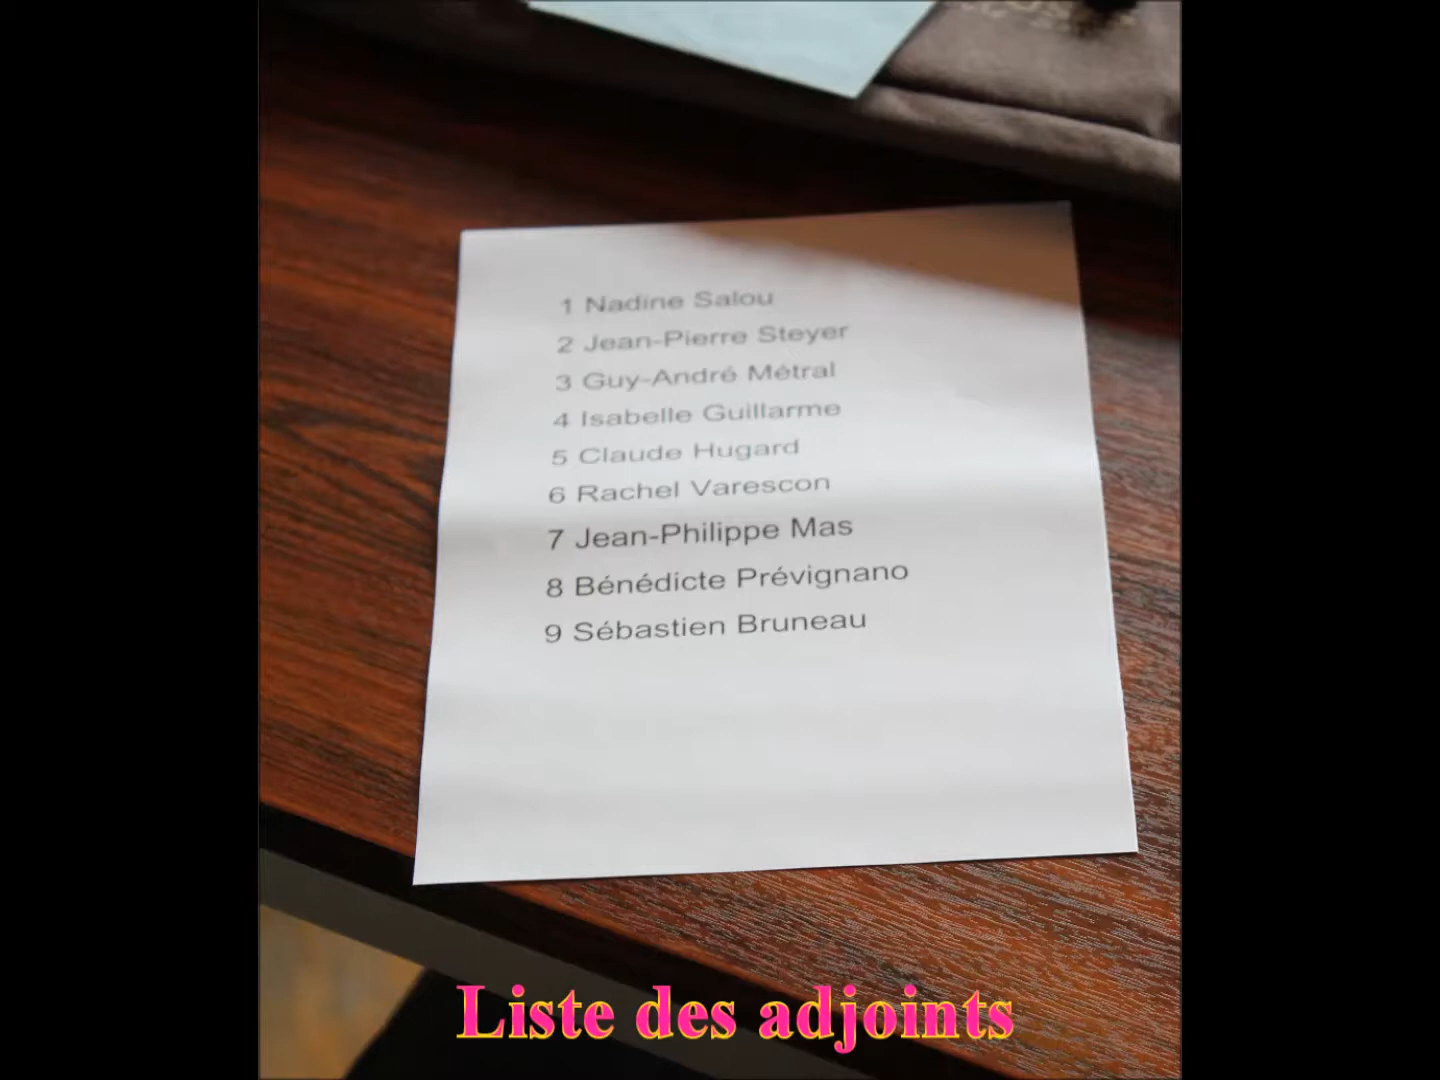 1 Nadine Salou
2 Jean-Pierre Steyer
3 Guy-André Métral
4 Isabelle Guillarme
5 Claude Hugard
6 Rachel Varescon
7 Jean-Philippe Mas
8 Bénédicte Prévignano
9 Sébastien Bruneau
Liste des adjoints